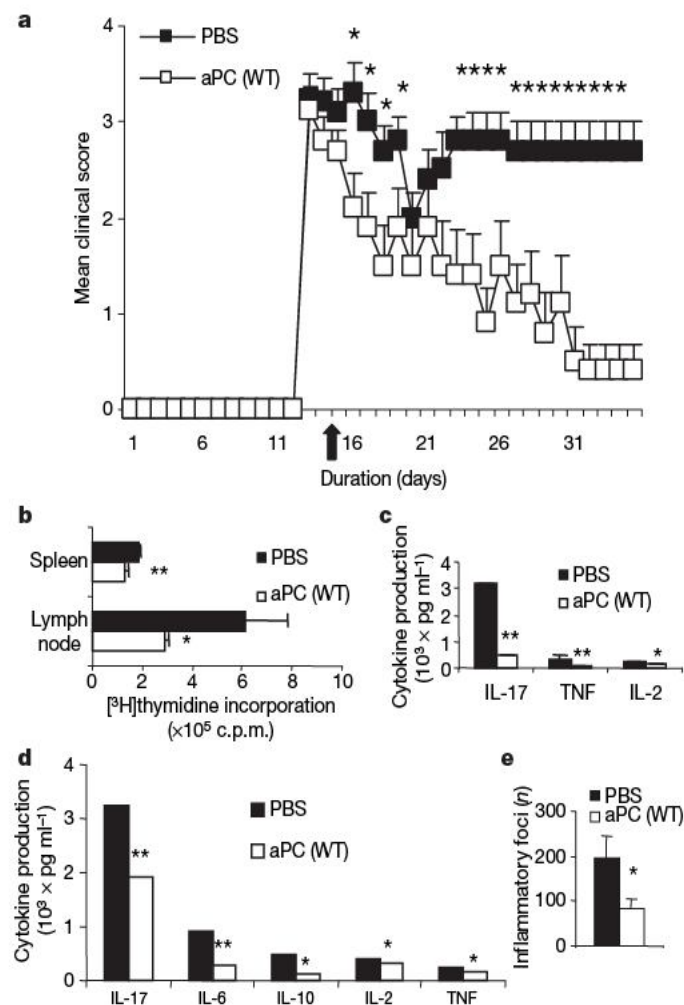 a
4
3
2
1
0
Mean clinical score
PBS
aPC (WT)
*
*
*
*
****
*********
1 6 11 16 21 26 31
Duration (days)
b
Spleen
Lymph
node
PBS
aPC (WT)
**
*
0 2 4 6 8 10
[³H]thymidine incorporation
(×10⁵ c.p.m.)
c
Cytokine production
(10³ × pg ml⁻¹)
4
3
2
1
0
PBS
aPC (WT)
** ** *
IL-17 TNF IL-2
d
Cytokine production
(10³ × pg ml⁻¹)
4
3
2
1
0
PBS
aPC (WT)
** ** * * *
IL-17 IL-6 IL-10 IL-2 TNF
e
Inflammatory foci (n)
300
200
100
0
PBS
aPC (WT)
*